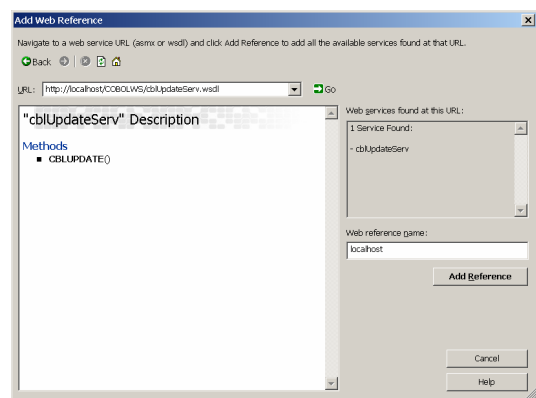 Add Web Reference
Navigate to a web service URL (asmx or wsdl) and click Add Reference to add all the available services found at that URL.
Back
URL: http://localhost/COBOLWS/cblUpdateServ.wsdl Go
"cblUpdateServ" Description
Methods
CBLUPDATE()
Web services found at this URL:
1 Service Found:
- cblUpdateServ
Web reference name:
localhost
Add Reference
Cancel
Help